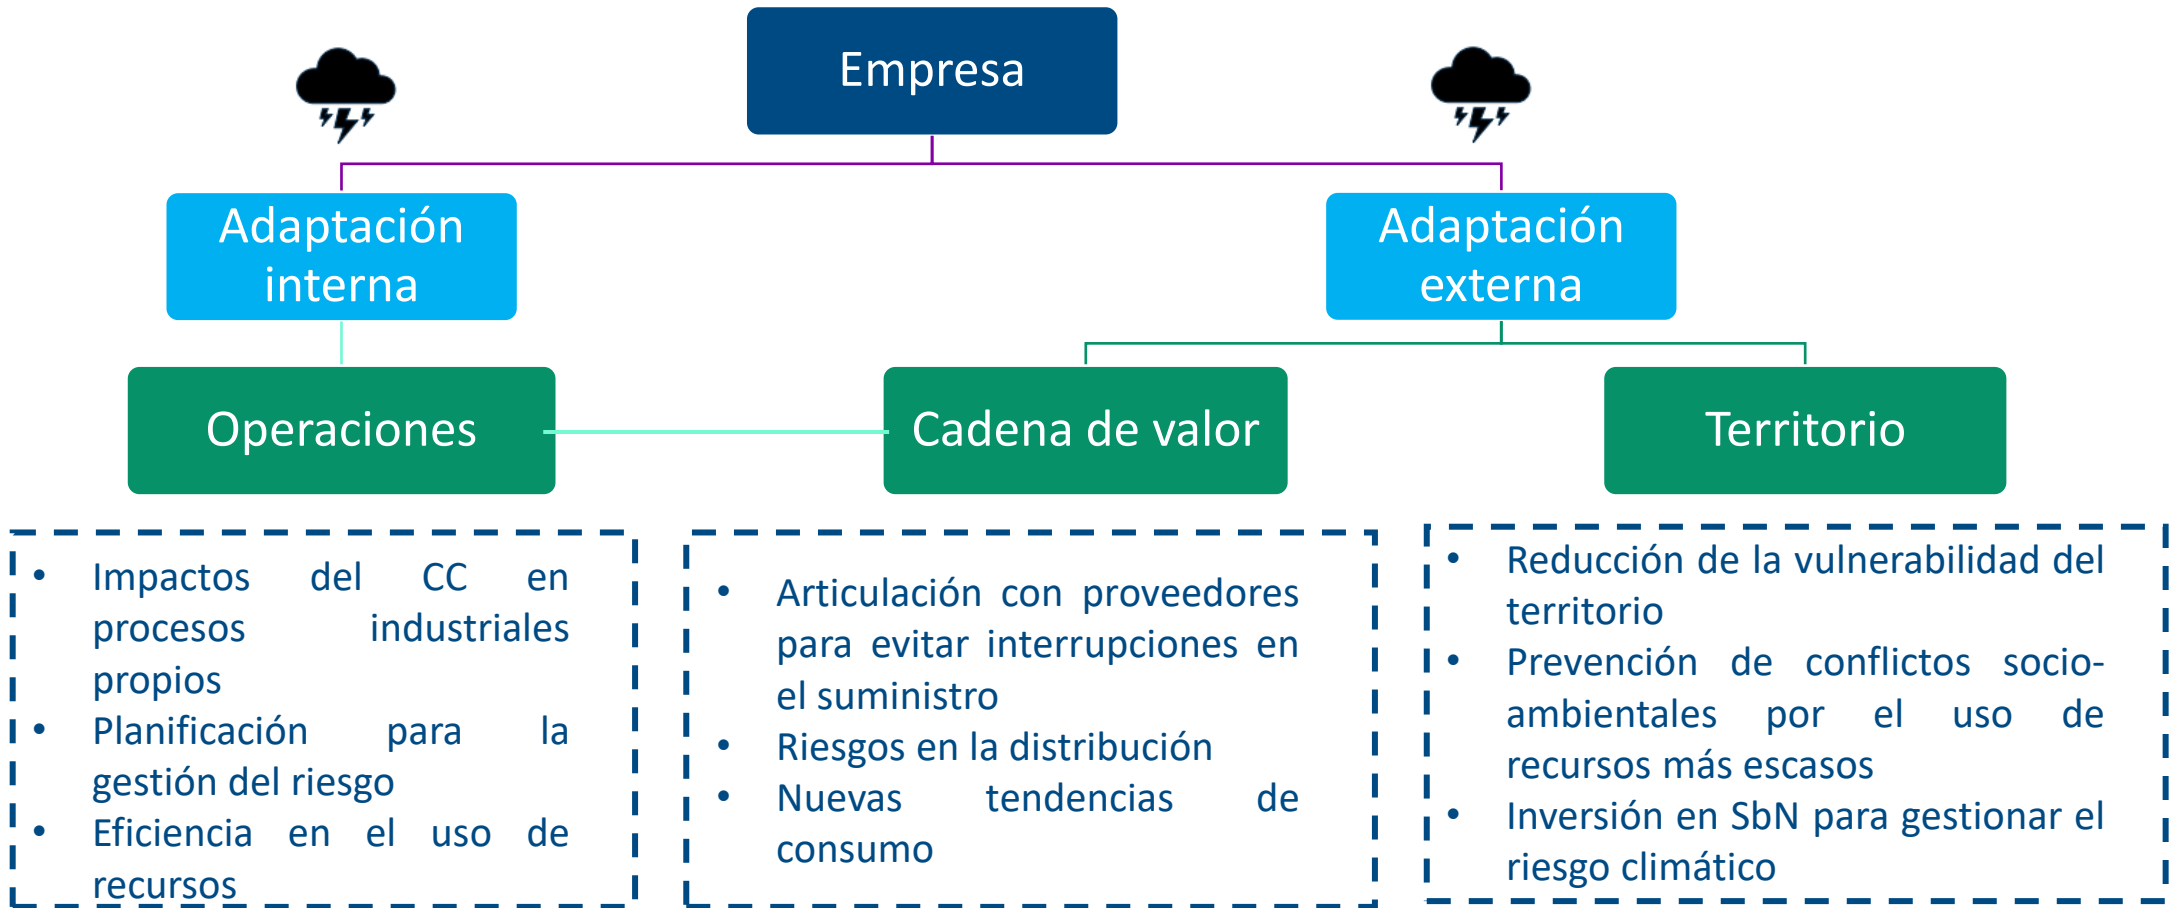 Empresa
Adaptación
interna
Adaptación
externa
Operaciones
Cadena de valor
Territorio
• Impactos del CC en
procesos industriales
propios
• Planificación para la
gestión del riesgo
• Eficiencia en el uso de
recursos
• Articulación con proveedores
para evitar interrupciones en
el suministro
• Riesgos en la distribución
• Nuevas tendencias de
consumo
• Reducción de la vulnerabilidad del
territorio
• Prevención de conflictos socio-
ambientales por el uso de
recursos más escasos
• Inversión en SbN para gestionar el
riesgo climático